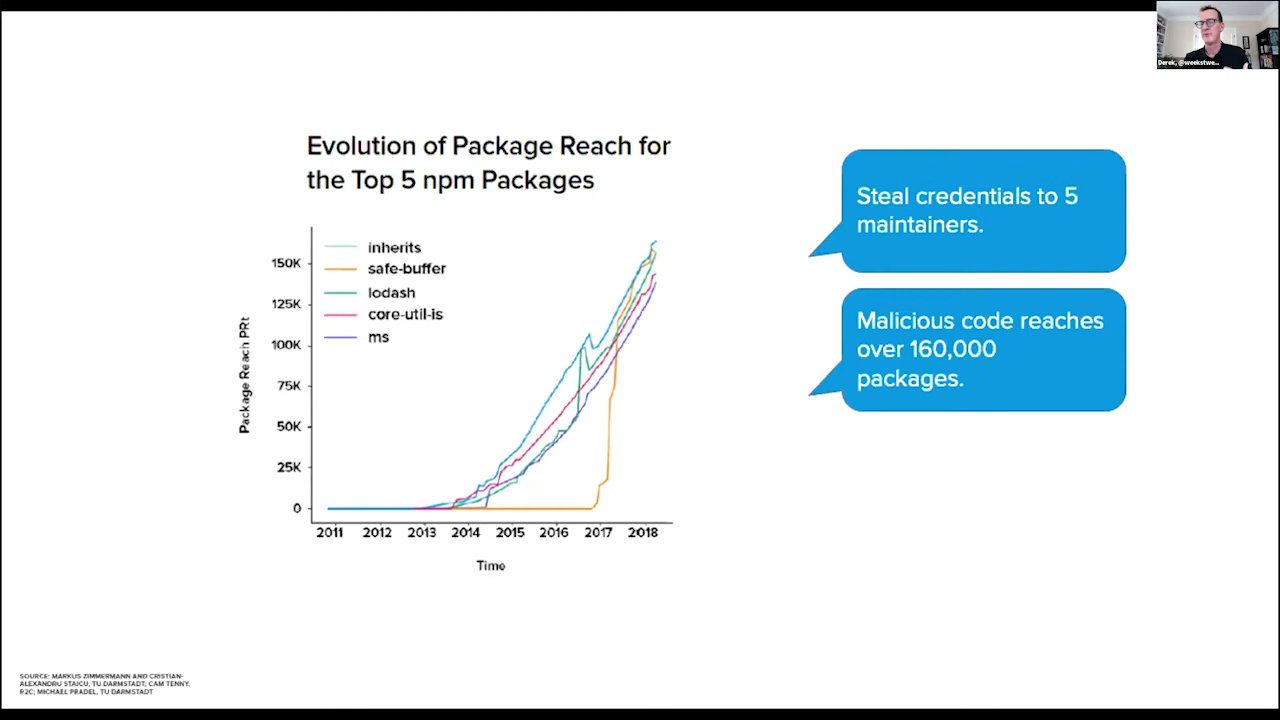 Derek, @weekstwe...
Evolution of Package Reach for
the Top 5 npm Packages
inherits
safe-buffer
lodash
core-util-is
ms
150K
125K
100K
75K
50K
25K
0
Package Reach PRt
2011 2012 2013 2014 2015 2016 2017 2018
Time
Steal credentials to 5
maintainers.
Malicious code reaches
over 160,000
packages.
SOURCE: MARKUS ZIMMERMANN AND CRISTIAN-
ALEXANDRU STAICU, TU DARMSTADT; CAM TENNY,
R2C; MICHAEL PRADEL, TU DARMSTADT